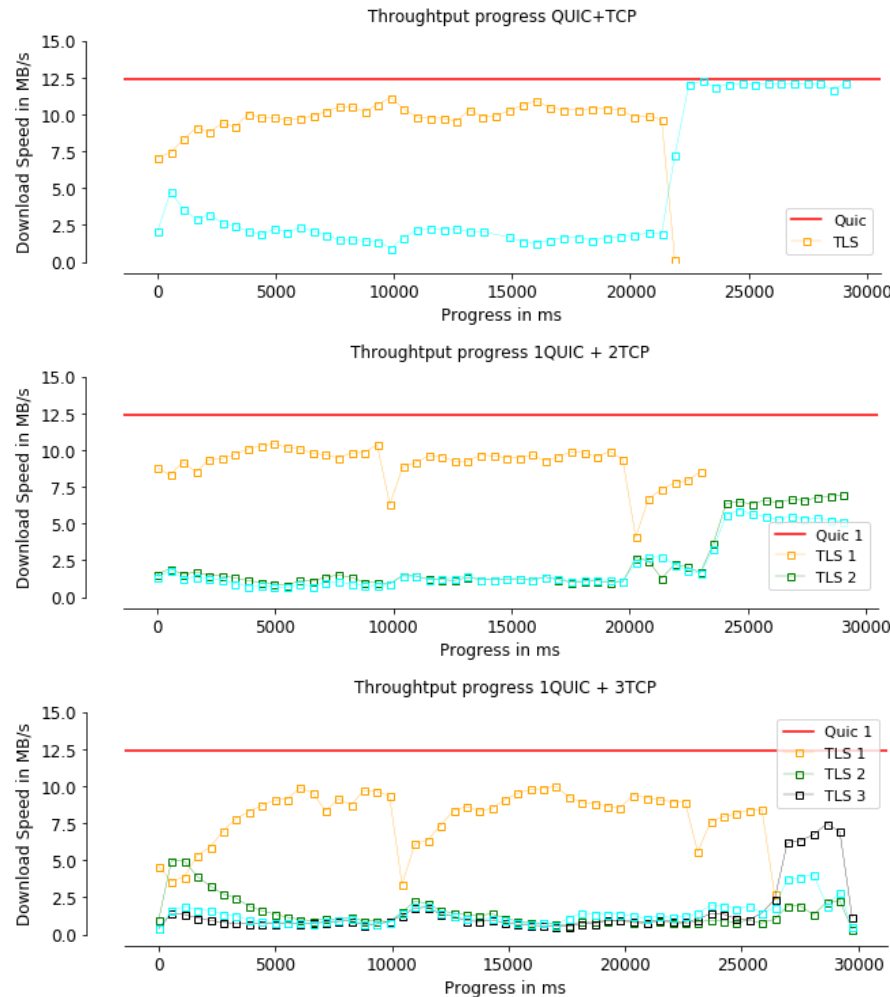 Throughtput progress QUIC+TCP
Download Speed in MB/s
15.0
12.5
10.0
7.5
5.0
2.5
0.0
Quic
TLS
0 5000 10000 15000 20000 25000 30000
Progress in ms
Throughtput progress 1QUIC + 2TCP
Download Speed in MB/s
15.0
12.5
10.0
7.5
5.0
2.5
0.0
Quic 1
TLS 1
TLS 2
0 5000 10000 15000 20000 25000 30000
Progress in ms
Throughtput progress 1QUIC + 3TCP
Download Speed in MB/s
15.0
12.5
10.0
7.5
5.0
2.5
0.0
Quic 1
TLS 1
TLS 2
TLS 3
0 5000 10000 15000 20000 25000 30000
Progress in ms